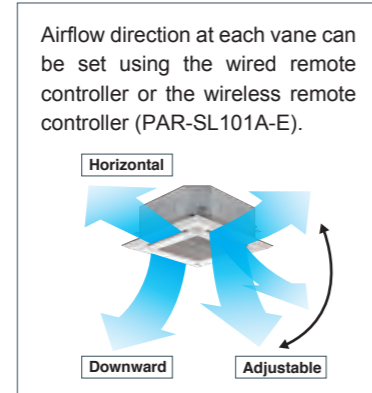 Airflow direction at each vane can
be set using the wired remote
controller or the wireless remote
controller (PAR-SL101A-E).
Horizontal
Downward
Adjustable